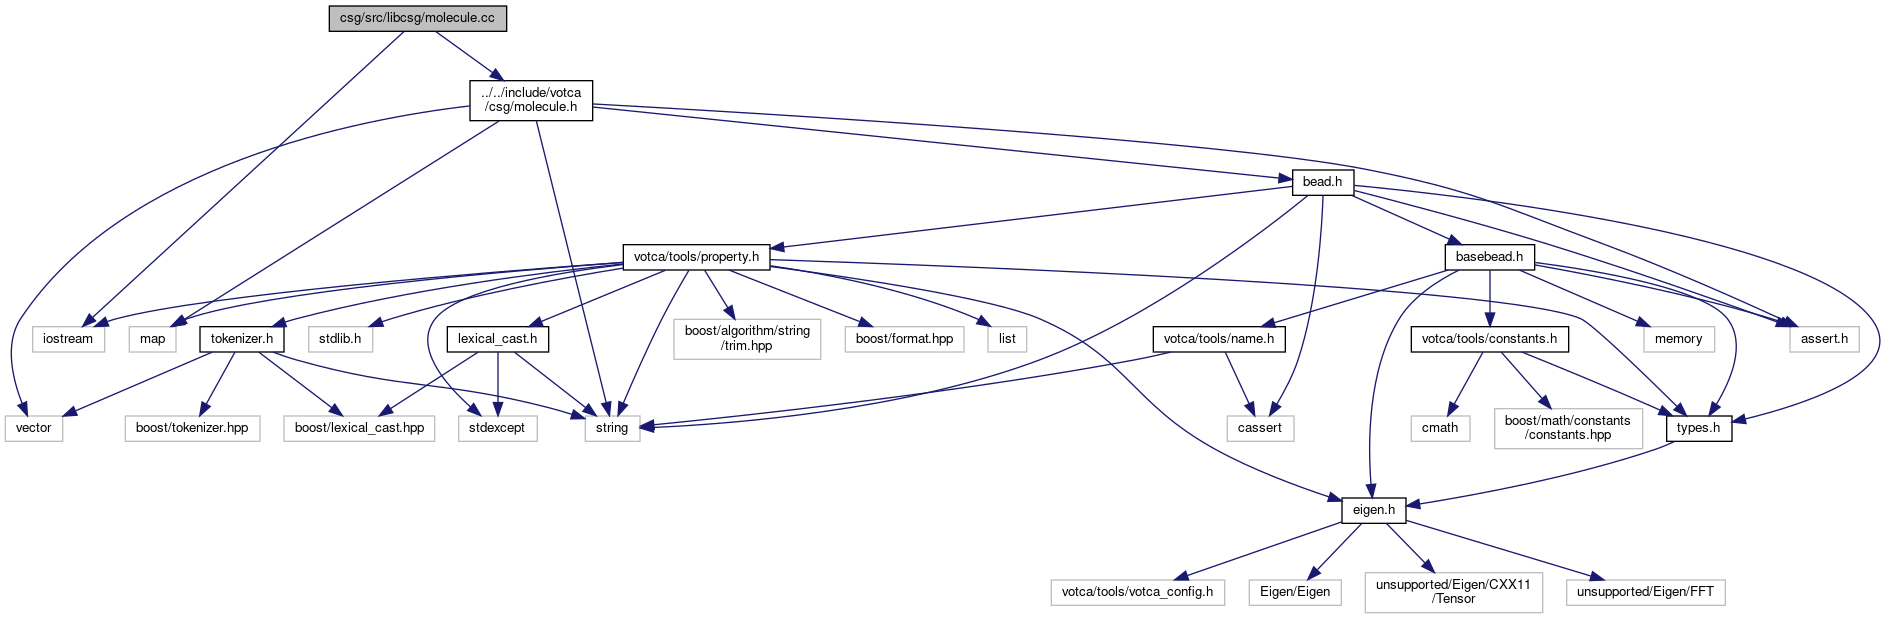 csg/src/libcsg/molecule.cc
../../include/votca
/csg/molecule.h
bead.h
votca/tools/property.h
basebead.h
iostream
map
tokenizer.h
stdlib.h
lexical_cast.h
boost/algorithm/string
/trim.hpp
boost/format.hpp
list
votca/tools/name.h
votca/tools/constants.h
memory
assert.h
vector
boost/tokenizer.hpp
boost/lexical_cast.hpp
stdexcept
string
cassert
cmath
boost/math/constants
/constants.hpp
types.h
eigen.h
votca/tools/votca_config.h
Eigen/Eigen
unsupported/Eigen/CXX11
/Tensor
unsupported/Eigen/FFT